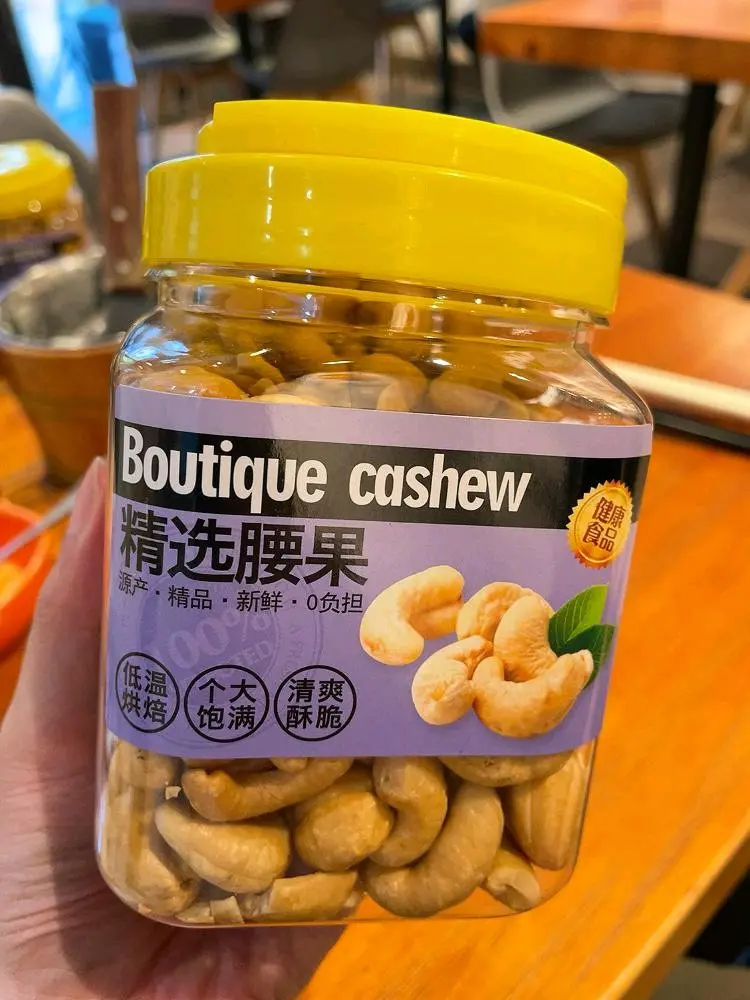 Boutique cashew
健康
食品
精选腰果
源产·精品·新鲜·0负担
100%
低温
烘焙
个大
饱满
清爽
酥脆